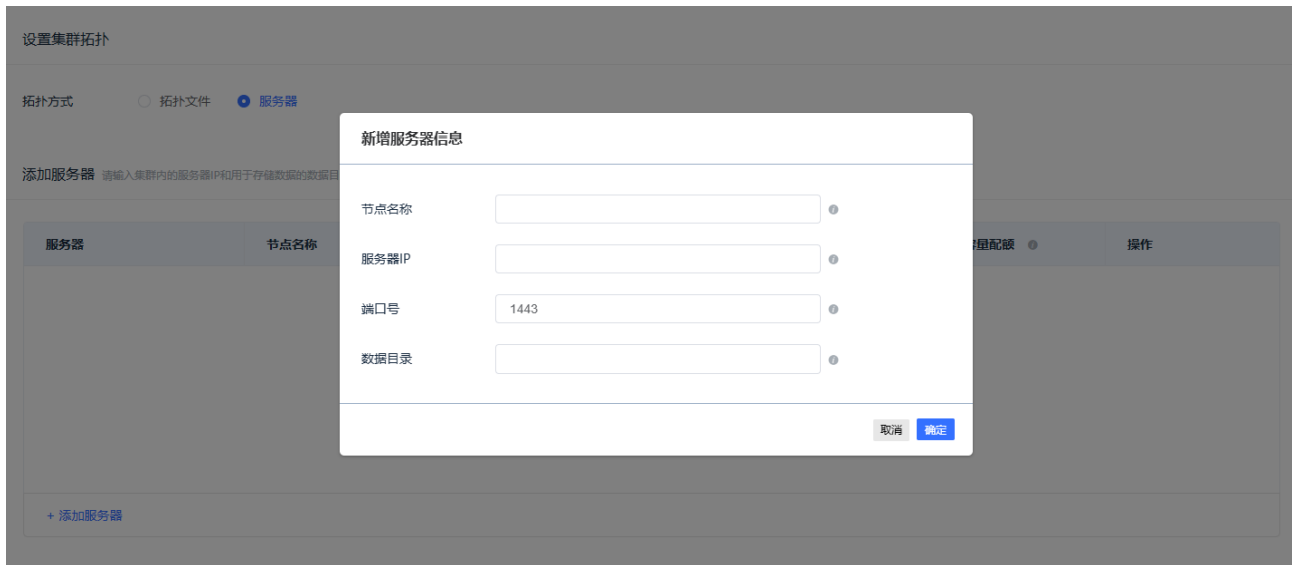 设置集群拓扑
拓扑方式 拓扑文件 服务器
新增服务器信息
添加服务器 请输入集群内的服务器IP和用于存储数据的数据目
节点名称
服务器 节点名称 容量配额 操作
服务器IP
端口号 1443
数据目录
取消 确定
+ 添加服务器